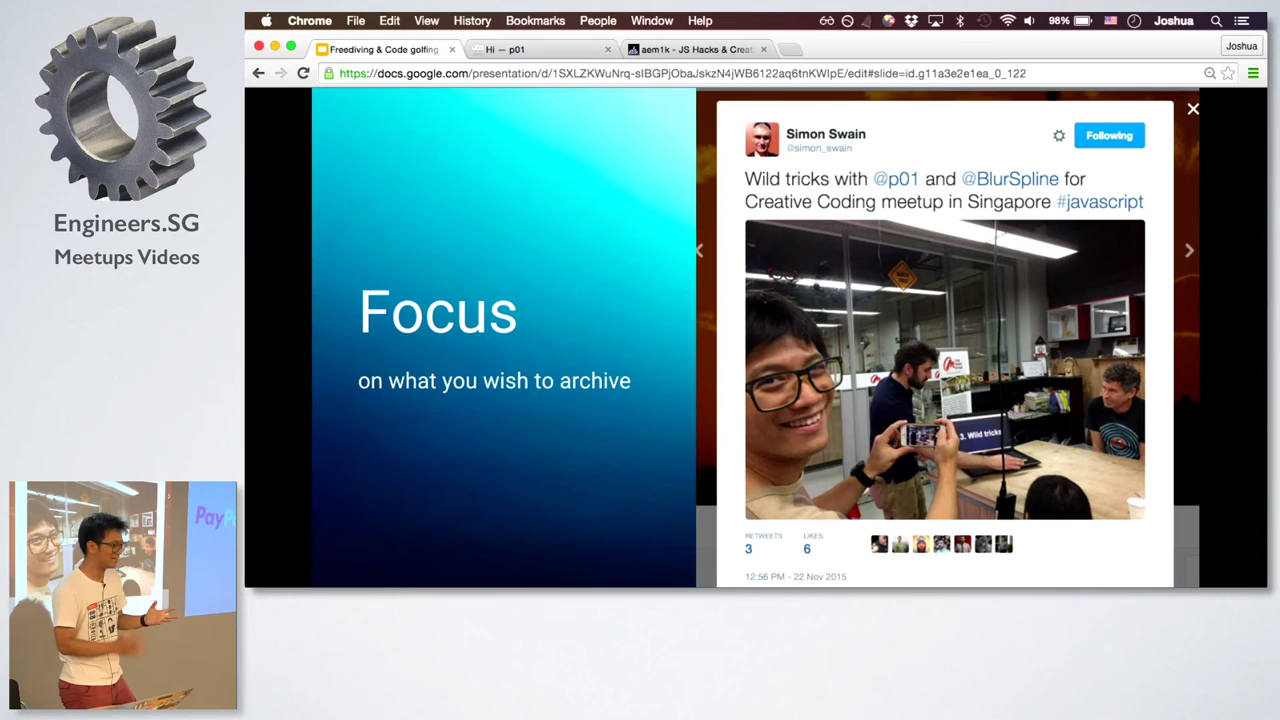 Engineers.SG
Meetups Videos
Chrome File Edit View History Bookmarks People Window Help
98% Joshua
Freediving & Code golfing
Hi — p01
aem1k - JS Hacks & Creati
Joshua
https://docs.google.com/presentation/d/1SXLZKWuNrq-sIBGPjObaJskzN4jWB6122aq6tnKWIpE/edit#slide=id.g11a3e2e1ea_0_122
Focus
on what you wish to archive
Simon Swain
@simon_swain
Following
Wild tricks with @p01 and @BlurSpline for
Creative Coding meetup in Singapore #javascript
3. Wild tricks
RETWEETS
3
LIKES
6
12:56 PM - 22 Nov 2015
PayP